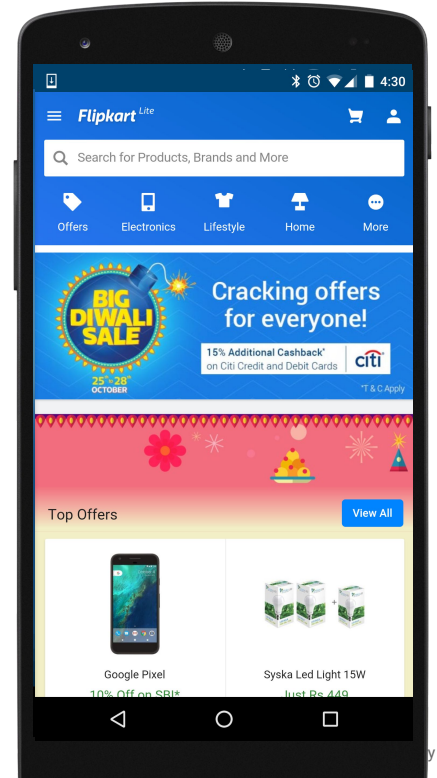 4:30
Flipkart Lite
Search for Products, Brands and More
Offers
Electronics
Lifestyle
Home
More
BIG
DIWALI
SALE
25th-28th
OCTOBER
Cracking offers
for everyone!
15% Additional Cashback*
on Citi Credit and Debit Cards
citi
*T & C Apply
Top Offers
View All
Google Pixel
10% Off on SBI*
Syska Led Light 15W
Just Rs 449
y